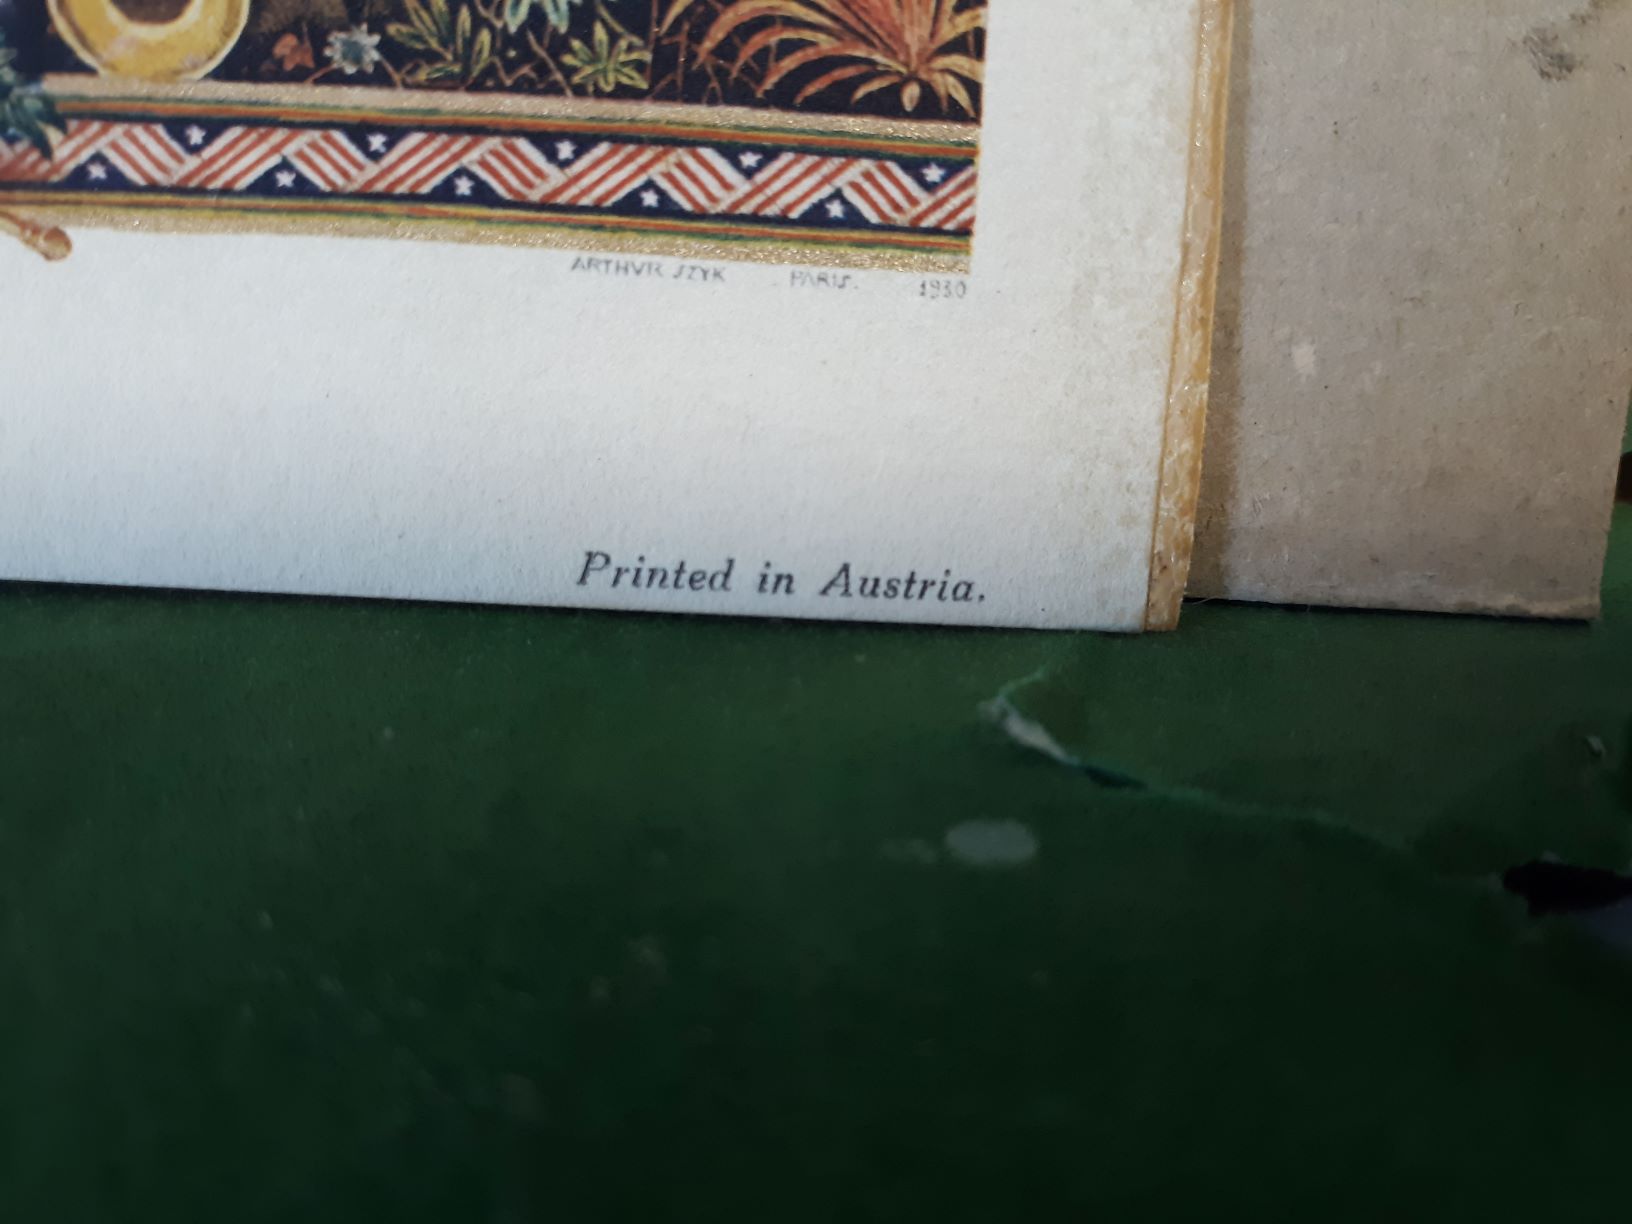 ARTHVR SZYK PARIS. 1930
Printed in Austria.